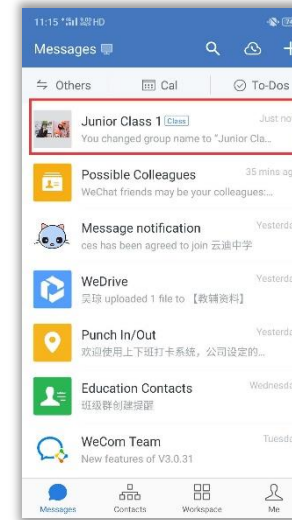 11:15
HD
Messages
Others
Cal
To-Dos
Junior Class 1 Class
Just no
You changed group name to "Junior Cla...
Possible Colleagues
35 mins ag
WeChat friends may be your colleagues:...
Message notification
Yesterda
ces has been agreed to join 云迪中学
WeDrive
Yesterda
吴琼 uploaded 1 file to 【教辅资料】
Punch In/Out
Yesterda
欢迎使用上下班打卡系统，公司设定的...
Education Contacts
Wednesda
班级群创建提醒
WeCom Team
Tuesda
New features of V3.0.31
Messages
Contacts
Workspace
Me